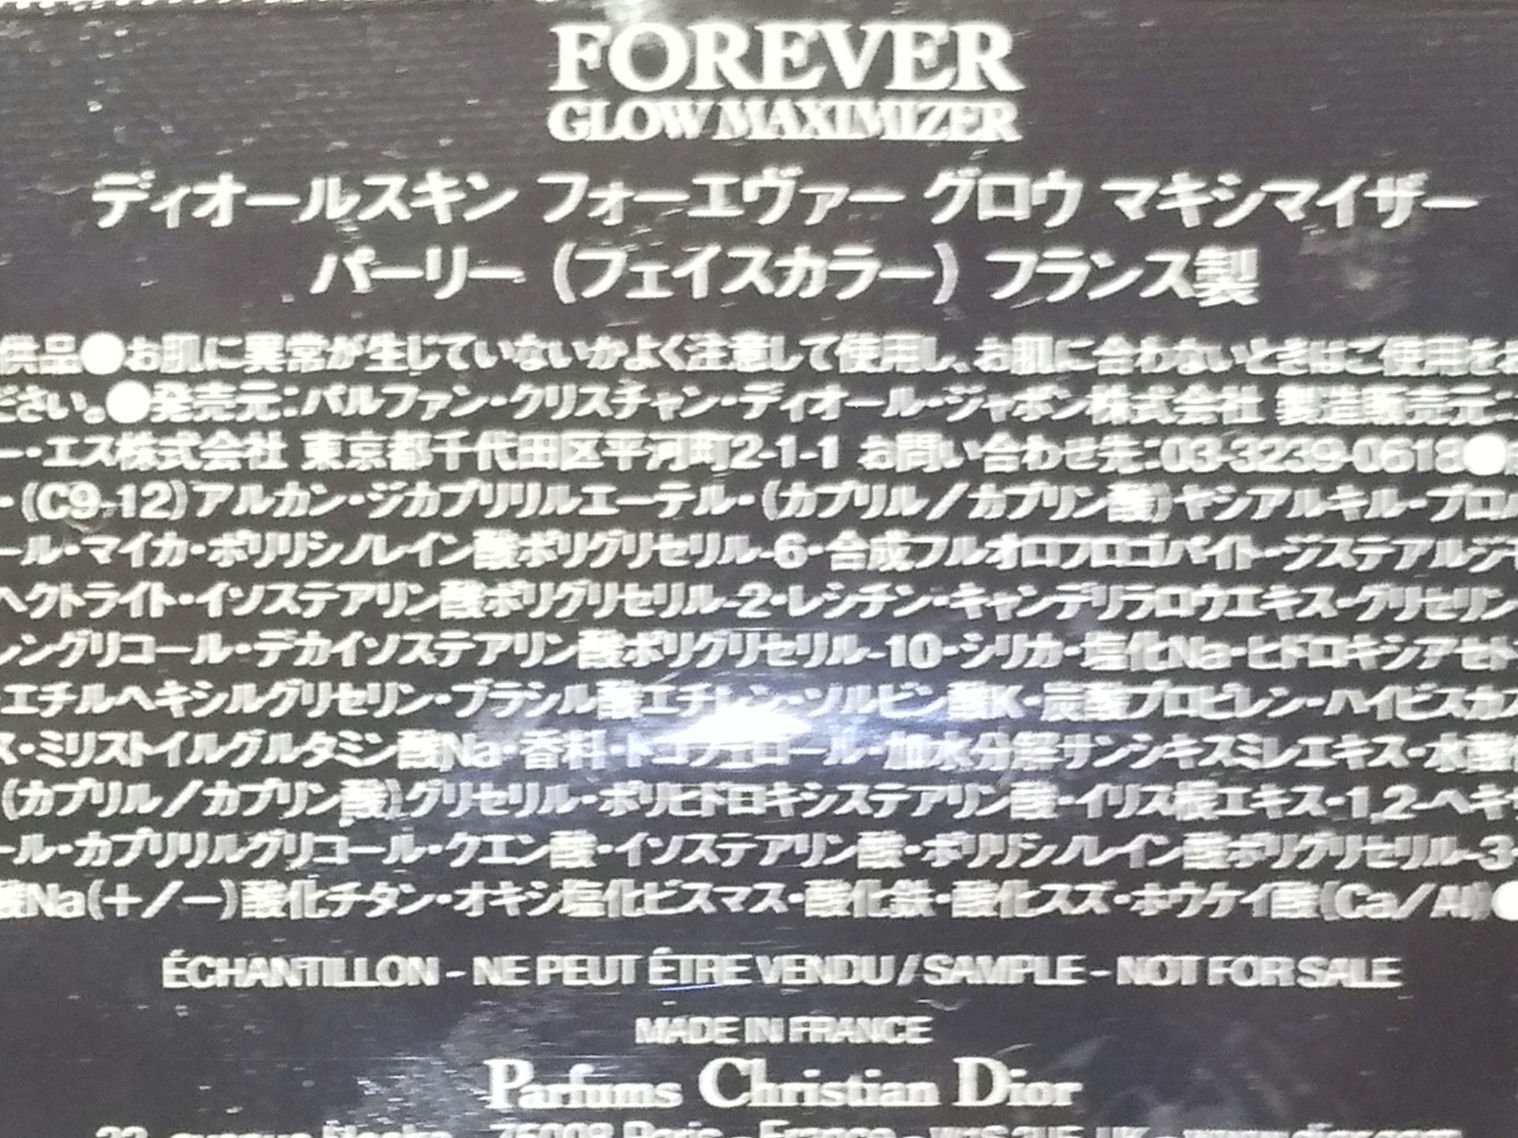 FOREVER
GLOW MAXIMIZER
ディオールスキン フォーエヴァー グロウ マキシマイザー
パーリー (フェイスカラー) フランス製
供品●お肌に異常が生じていないかよく注意して使用し、お肌に合わないときはご使用をお
ださい。●発売元:パルファン・クリスチャン・ディオール・ジャポン株式会社 製造販売元:
ー・エス株式会社 東京都千代田区平河町2-1-1 お問い合わせ先:03-3239-0618●
・(C9-12)アルカン・ジカプリリルエーテル・(カプリル/カプリン酸)ヤシアルキル・プロパ
ール・マイカ・ポリリシノレイン酸ポリグリセリル-6・合成フルオロフロゴパイト・ジステアルジモ
ヘクトライト・イソステアリン酸ポリグリセリル-2・レシチン・キャンデリラロウエキス・グリセリン・
レングリコール・デカイソステアリン酸ポリグリセリル-10・シリカ・塩化Na・ヒドロキシアセト
・エチルヘキシルグリセリン・ブラシル酸エチレン・ソルビン酸K・炭酸プロピレン・ハイビスカス
ス・ミリストイルグルタミン酸Na・香料・トコフェロール・加水分解サンシキスミレエキス・水酸化
(カプリル/カプリン酸)グリセリル・ポリヒドロキシステアリン酸・イリス根エキス・1,2-ヘキサ
ール・カプリリルグリコール・クエン酸・イソステアリン酸・ポリリシノレイン酸ポリグリセリル-3・
酸Na(+/-)酸化チタン・オキシ塩化ビスマス・酸化鉄・酸化スズ・ホウケイ酸(Ca/Al)●
ÉCHANTILLON - NE PEUT ÊTRE VENDU / SAMPLE - NOT FOR SALE
MADE IN FRANCE
Parfums Christian Dior